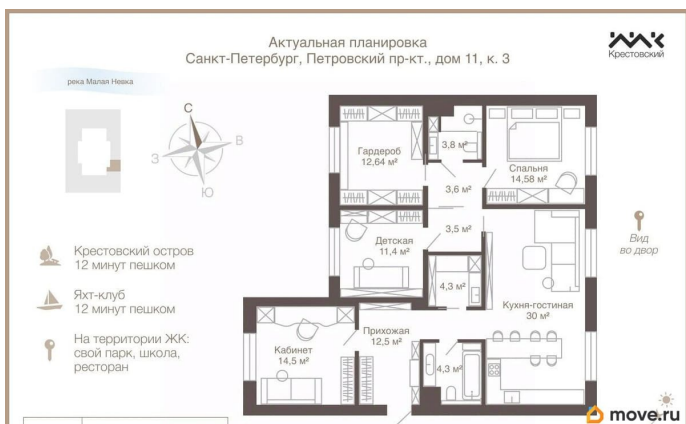 Актуальная планировка
Санкт-Петербург, Петровский пр-кт., дом 11, к. 3
Крестовский
река Малая Невка
С
В
З
Ю
Гардероб
12,64 м²
3,8 м²
Спальня
14,58 м²
3,6 м²
3,5 м²
Детская
11,4 м²
Вид
во двор
Крестовский остров
12 минут пешком
4,3 м²
Яхт-клуб
12 минут пешком
Кухня-гостиная
30 м²
Прихожая
12,5 м²
На территории ЖК:
свой парк, школа,
ресторан
Кабинет
14,5 м²
4,3 м²
move.ru